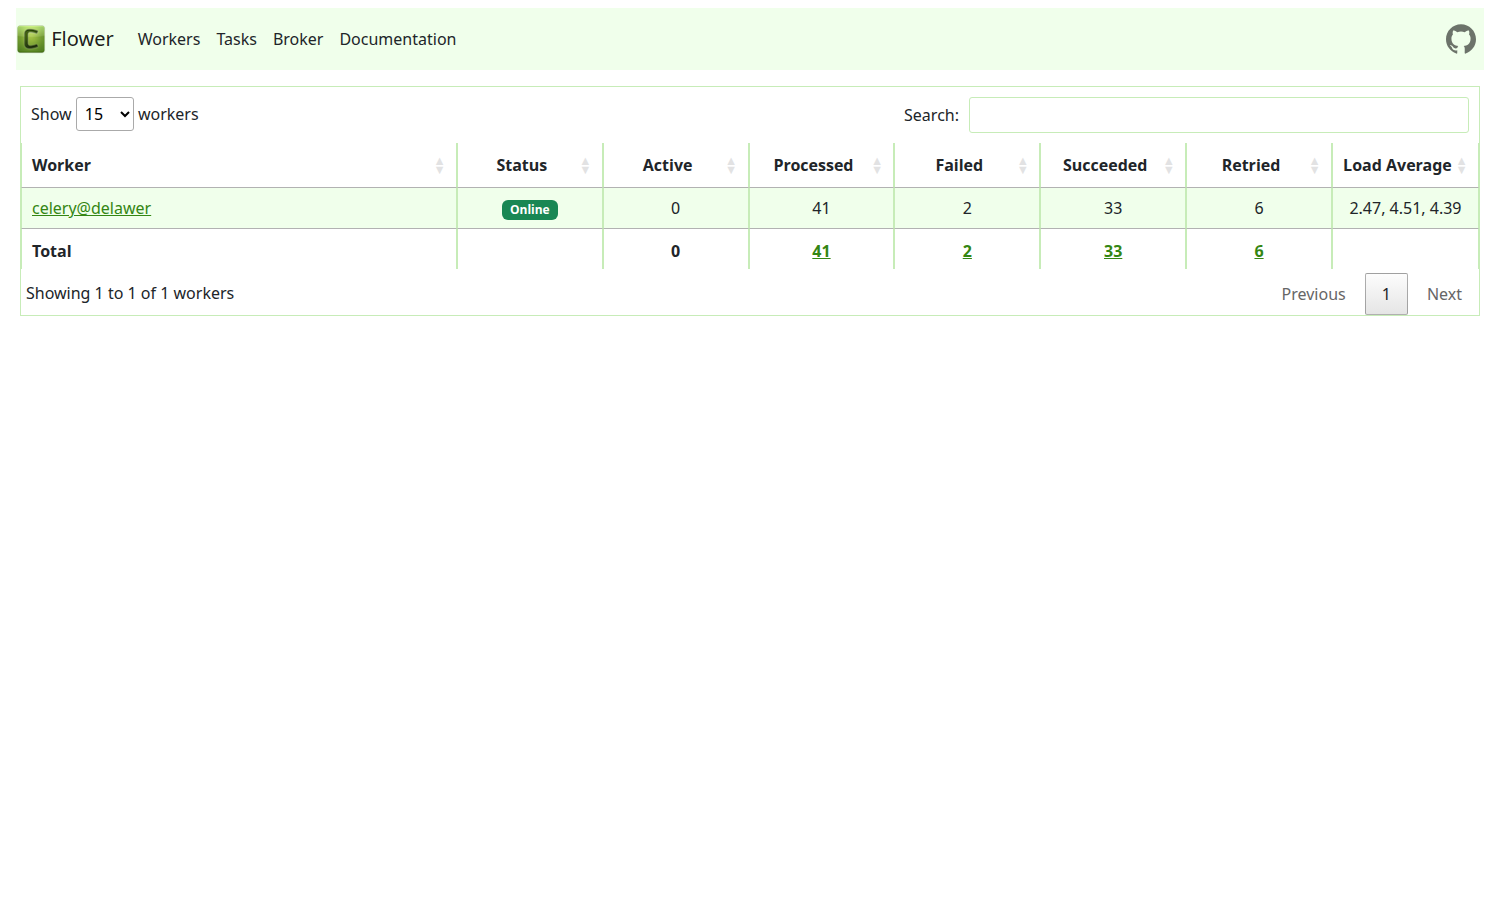 C Flower Workers Tasks Broker Documentation
Show 15 workers Search:
Worker Status Active Processed Failed Succeeded Retried Load Average
celery@delawer Online 0 41 2 33 6 2.47, 4.51, 4.39
Total 0 41 2 33 6
Showing 1 to 1 of 1 workers Previous 1 Next